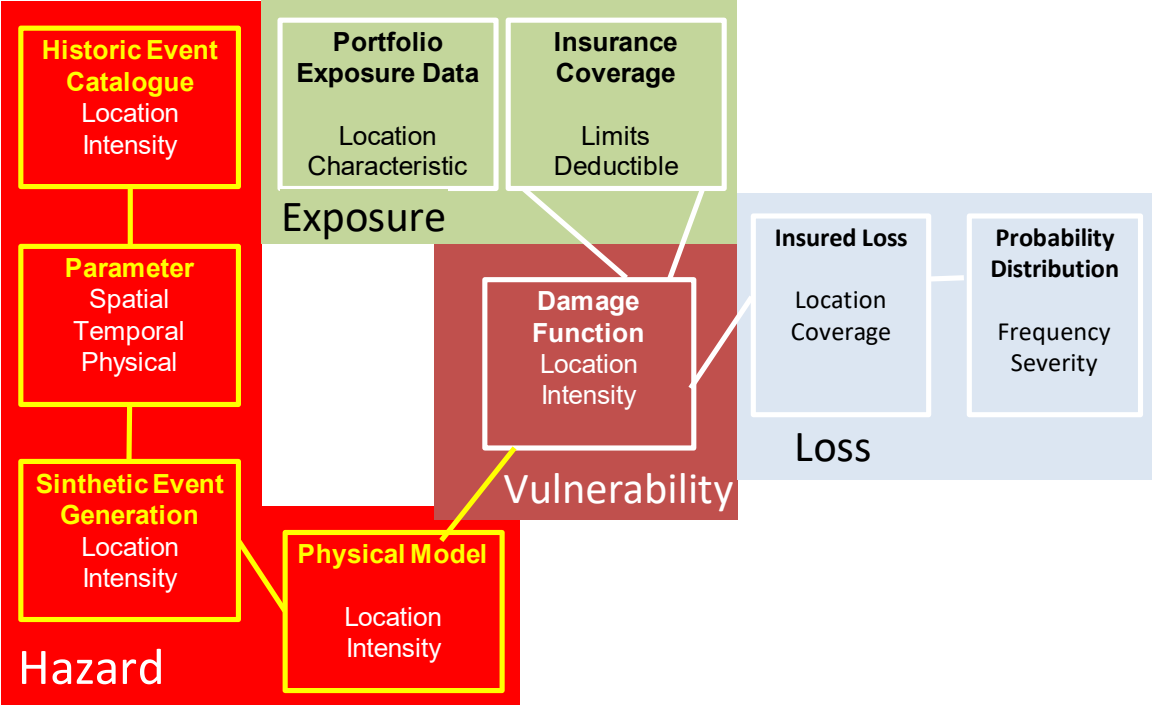 Historic Event
Catalogue
Location
Intensity
Parameter
Spatial
Temporal
Physical
Sinthetic Event
Generation
Location
Intensity
Physical Model
Location
Intensity
Hazard
Portfolio
Exposure Data
Location
Characteristic
Insurance
Coverage
Limits
Deductible
Exposure
Damage
Function
Location
Intensity
Vulnerability
Insured Loss
Location
Coverage
Probability
Distribution
Frequency
Severity
Loss